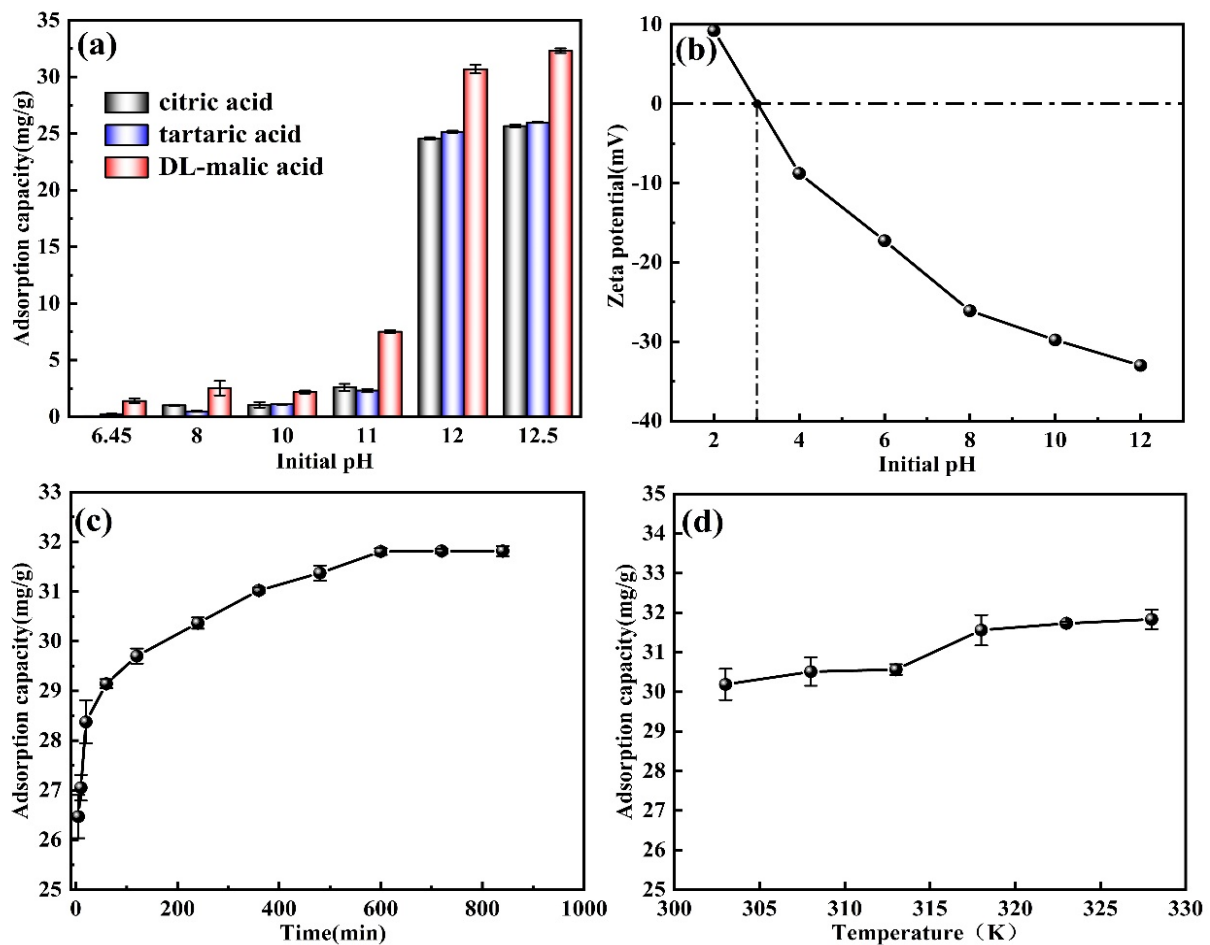 (a)
citric acid
tartaric acid
DL-malic acid
Adsorption capacity(mg/g)
35
30
25
20
15
10
5
0
6.45 8 10 11 12 12.5
Initial pH
(b)
Zeta potential(mV)
10
0
-10
-20
-30
-40
2 4 6 8 10 12
Initial pH
(c)
Adsorption capacity(mg/g)
33
32
31
30
29
28
27
26
25
0 200 400 600 800 1000
Time(min)
(d)
Adsorption capacity(mg/g)
35
34
33
32
31
30
29
28
27
26
25
300 305 310 315 320 325 330
Temperature（K）